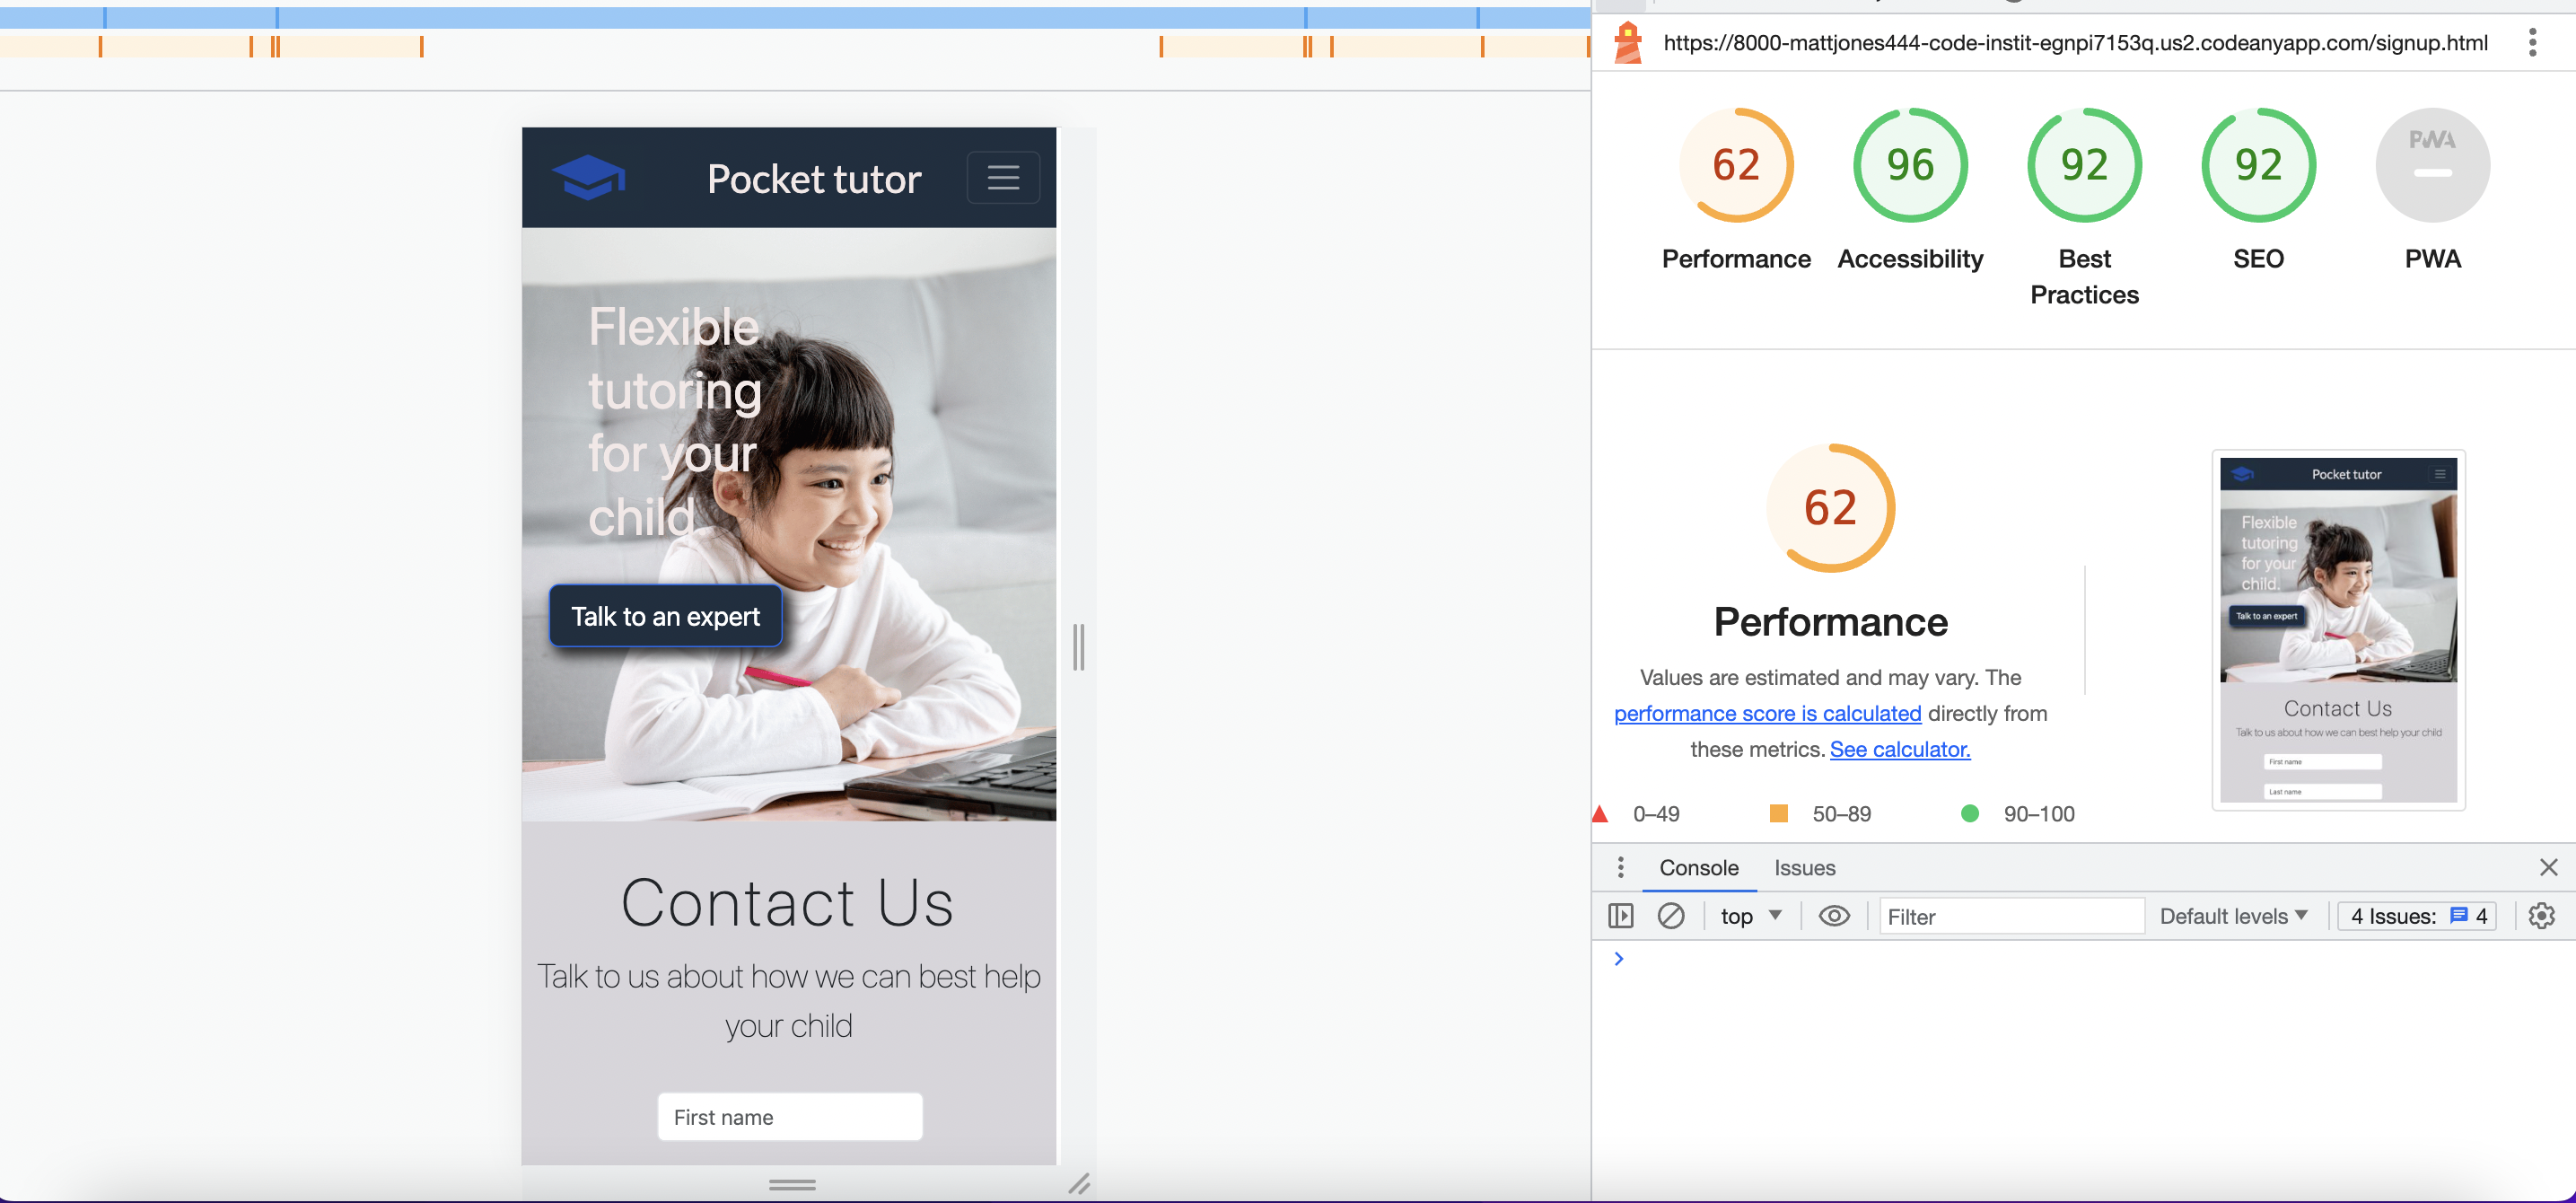 Pocket tutor
Flexible
tutoring
for your
child.
Talk to an expert
Contact Us
Talk to us about how we can best help
your child
First name
https://8000-mattjones444-code-instit-egnpi7153q.us2.codeanyapp.com/signup.html
62
96
92
92
PWA
Performance
Accessibility
Best
Practices
SEO
PWA
62
Performance
Values are estimated and may vary. The
performance score is calculated directly from
these metrics. See calculator.
0–49
50–89
90–100
Pocket tutor
Flexible
tutoring
for your
child.
Talk to an expert
Contact Us
Talk to us about how we can best help your child
First name
Last name
Console
Issues
top
Filter
Default levels
4 Issues:
4